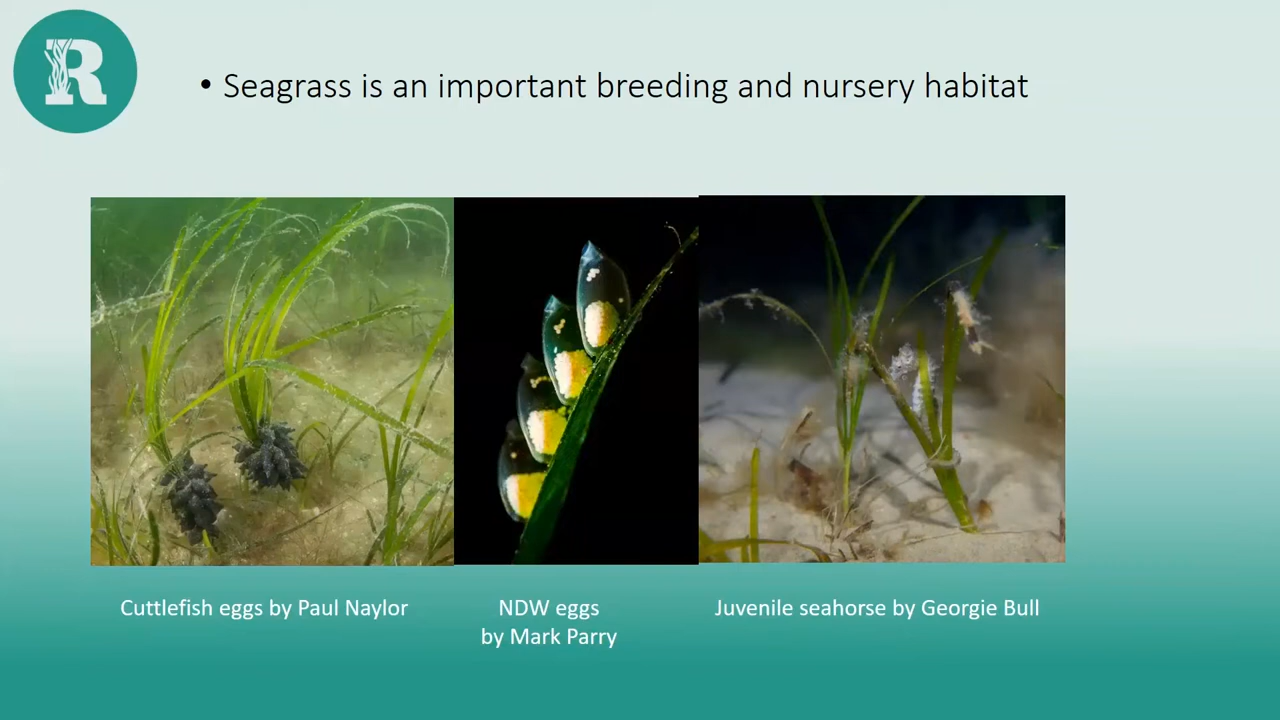 R
• Seagrass is an important breeding and nursery habitat
Cuttlefish eggs by Paul Naylor
NDW eggs
by Mark Parry
Juvenile seahorse by Georgie Bull